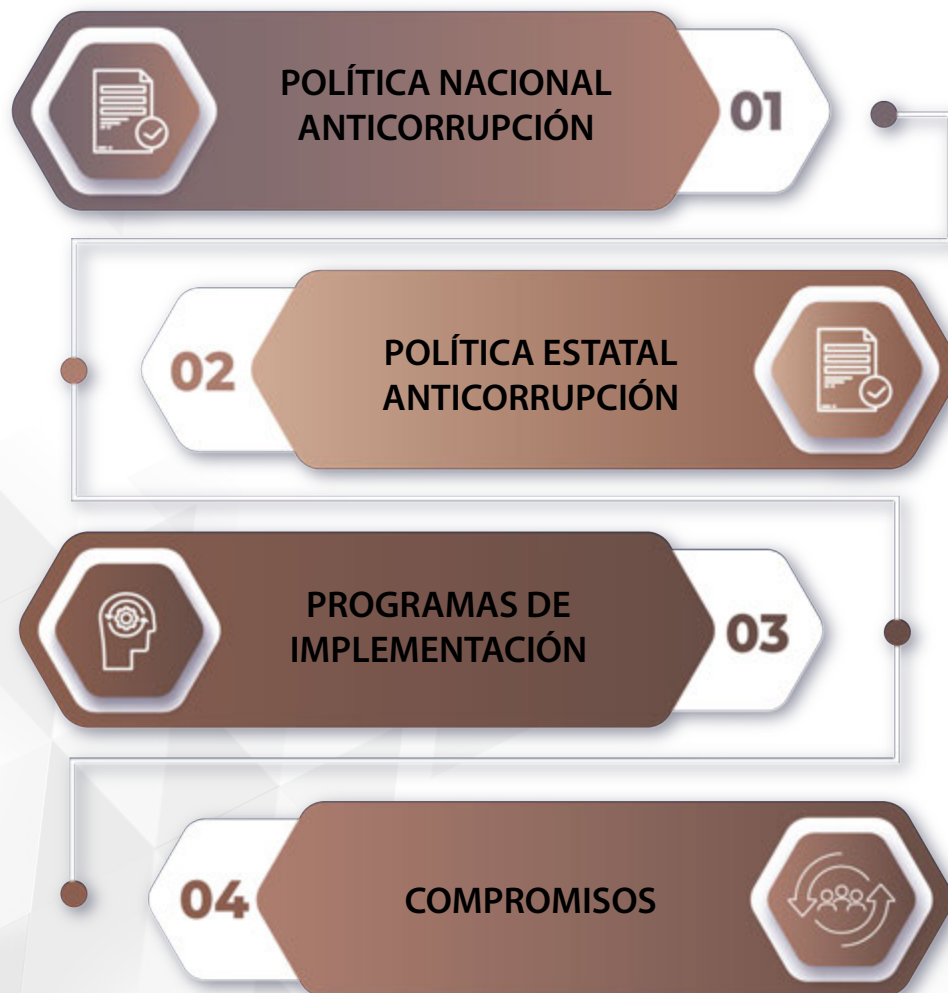 POLÍTICA NACIONAL
ANTICORRUPCIÓN
01
02
POLÍTICA ESTATAL
ANTICORRUPCIÓN
PROGRAMAS DE
IMPLEMENTACIÓN
03
04
COMPROMISOS